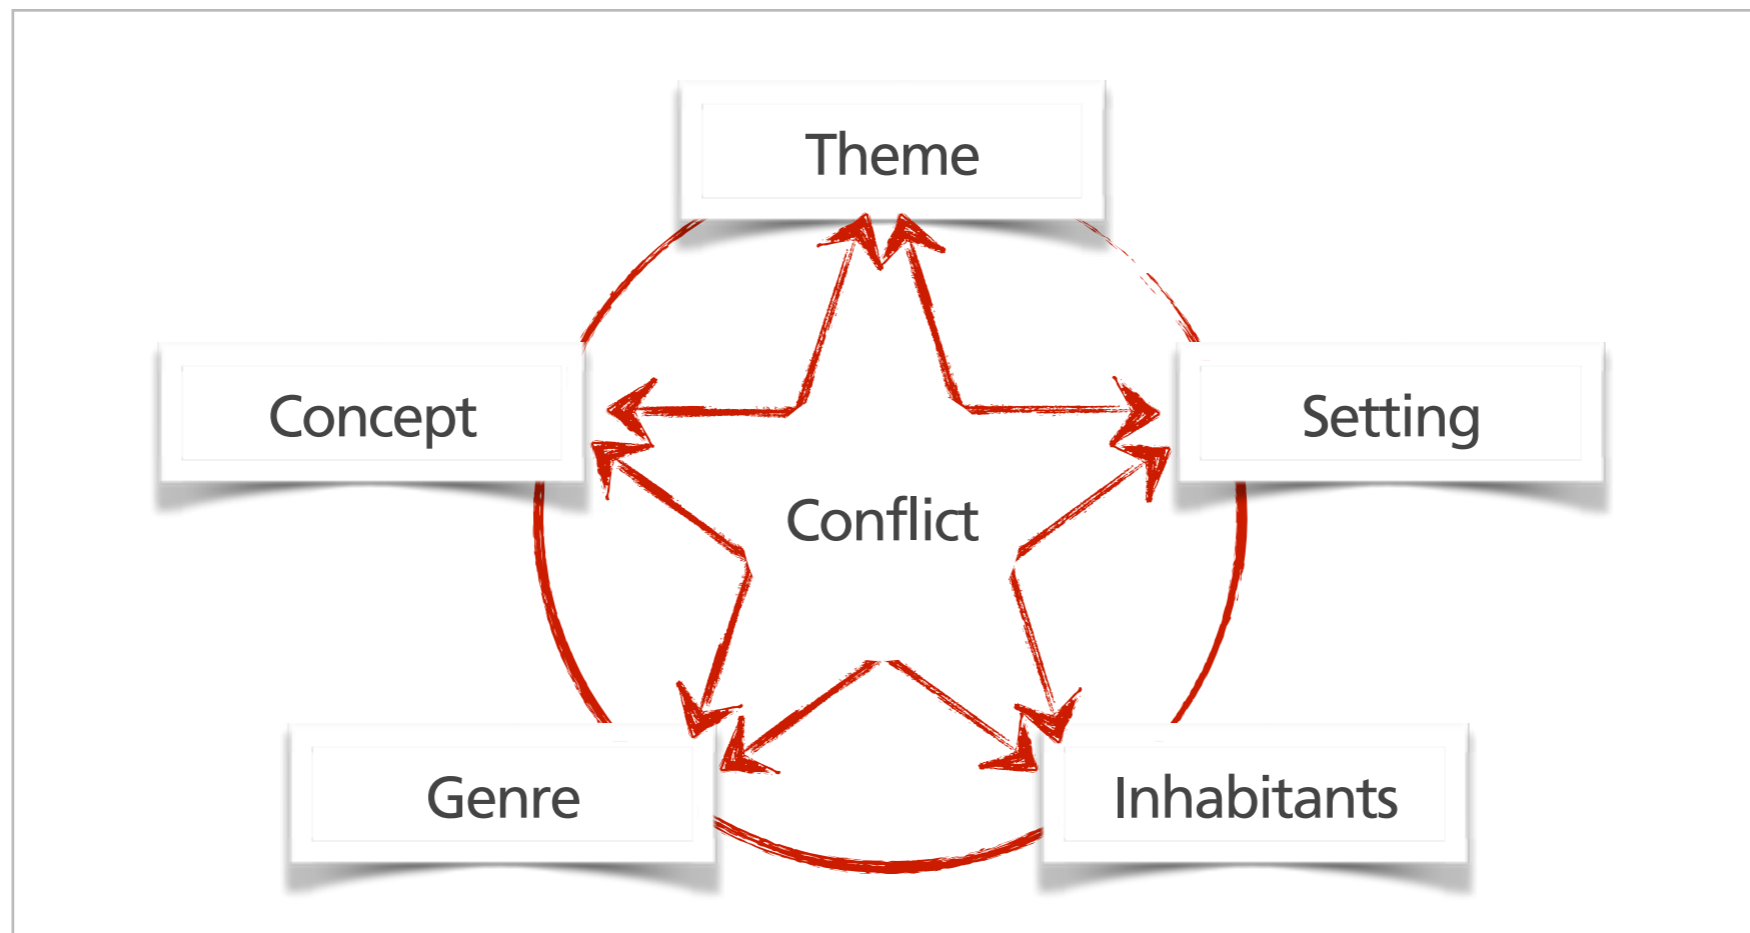 Theme
Concept
Setting
Conflict
Genre
Inhabitants